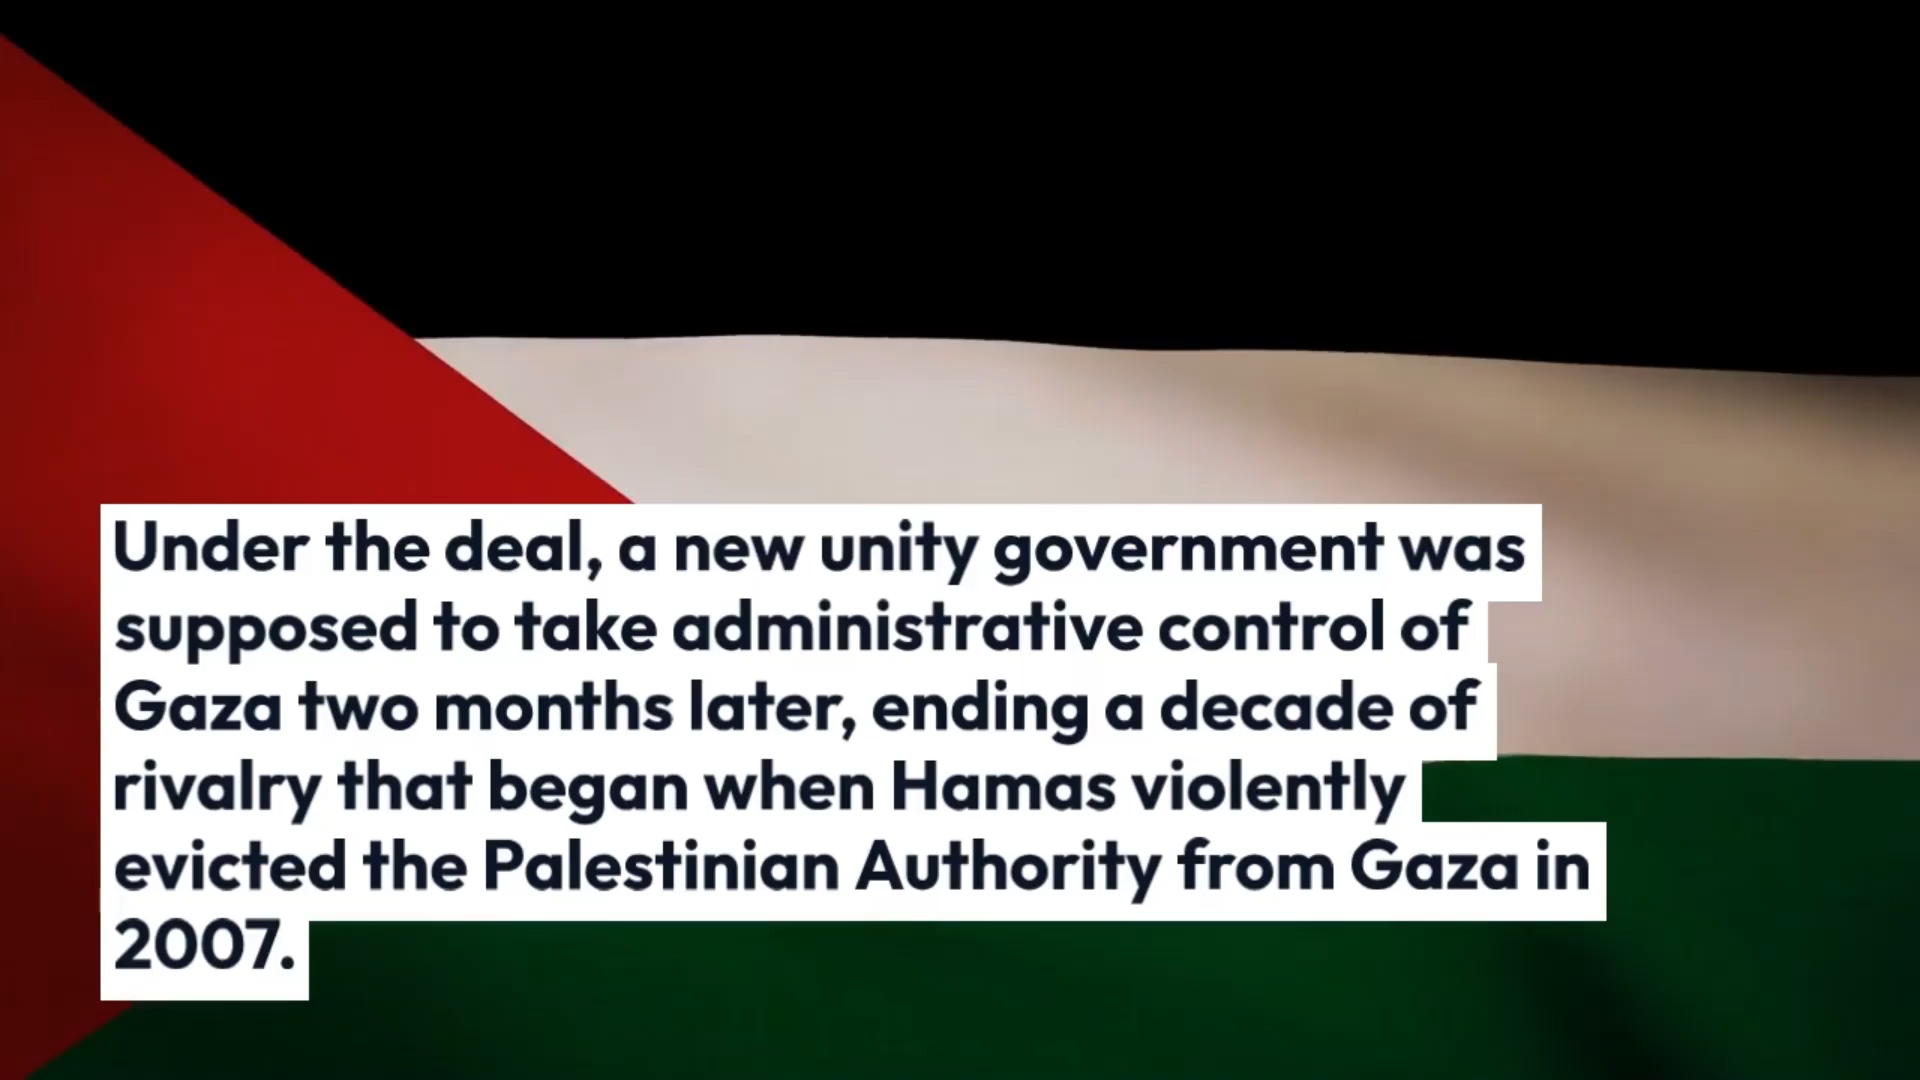 Under the deal, a new unity government was
supposed to take administrative control of
Gaza two months later, ending a decade of
rivalry that began when Hamas violently
evicted the Palestinian Authority from Gaza in
2007.